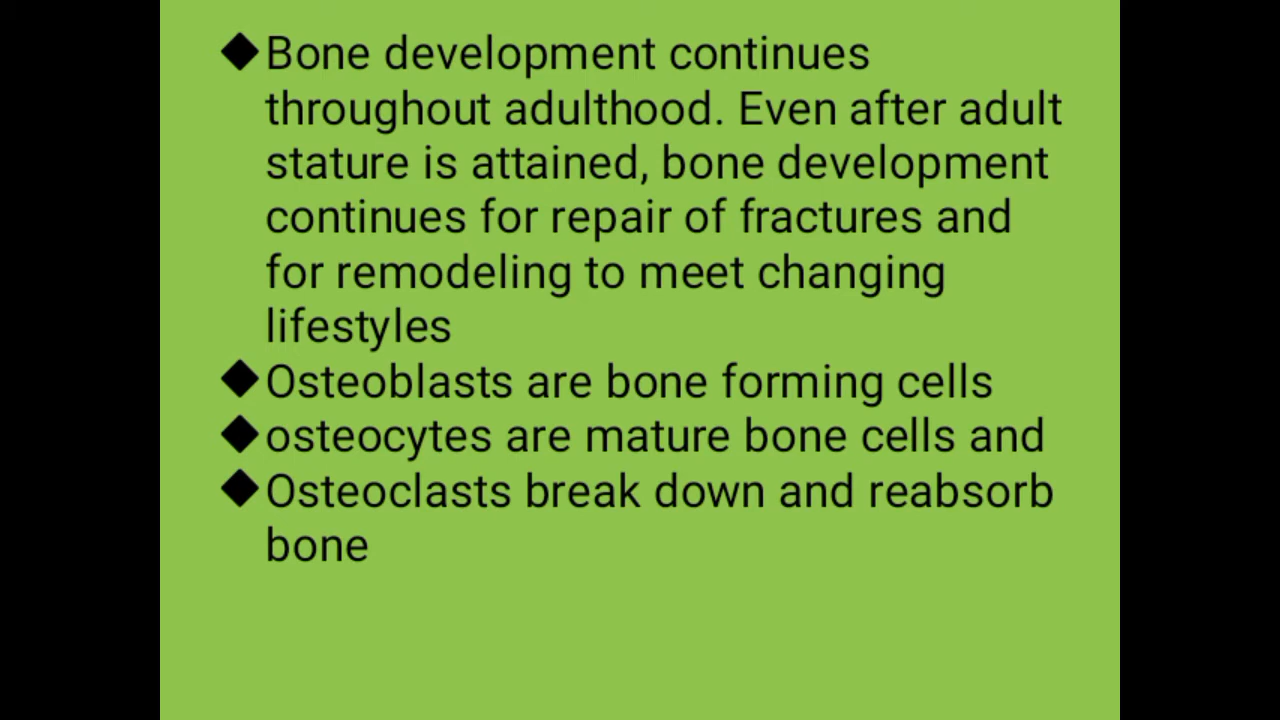 ◆Bone development continues
throughout adulthood. Even after adult
stature is attained, bone development
continues for repair of fractures and
for remodeling to meet changing
lifestyles
◆Osteoblasts are bone forming cells
◆osteocytes are mature bone cells and
◆Osteoclasts break down and reabsorb
bone